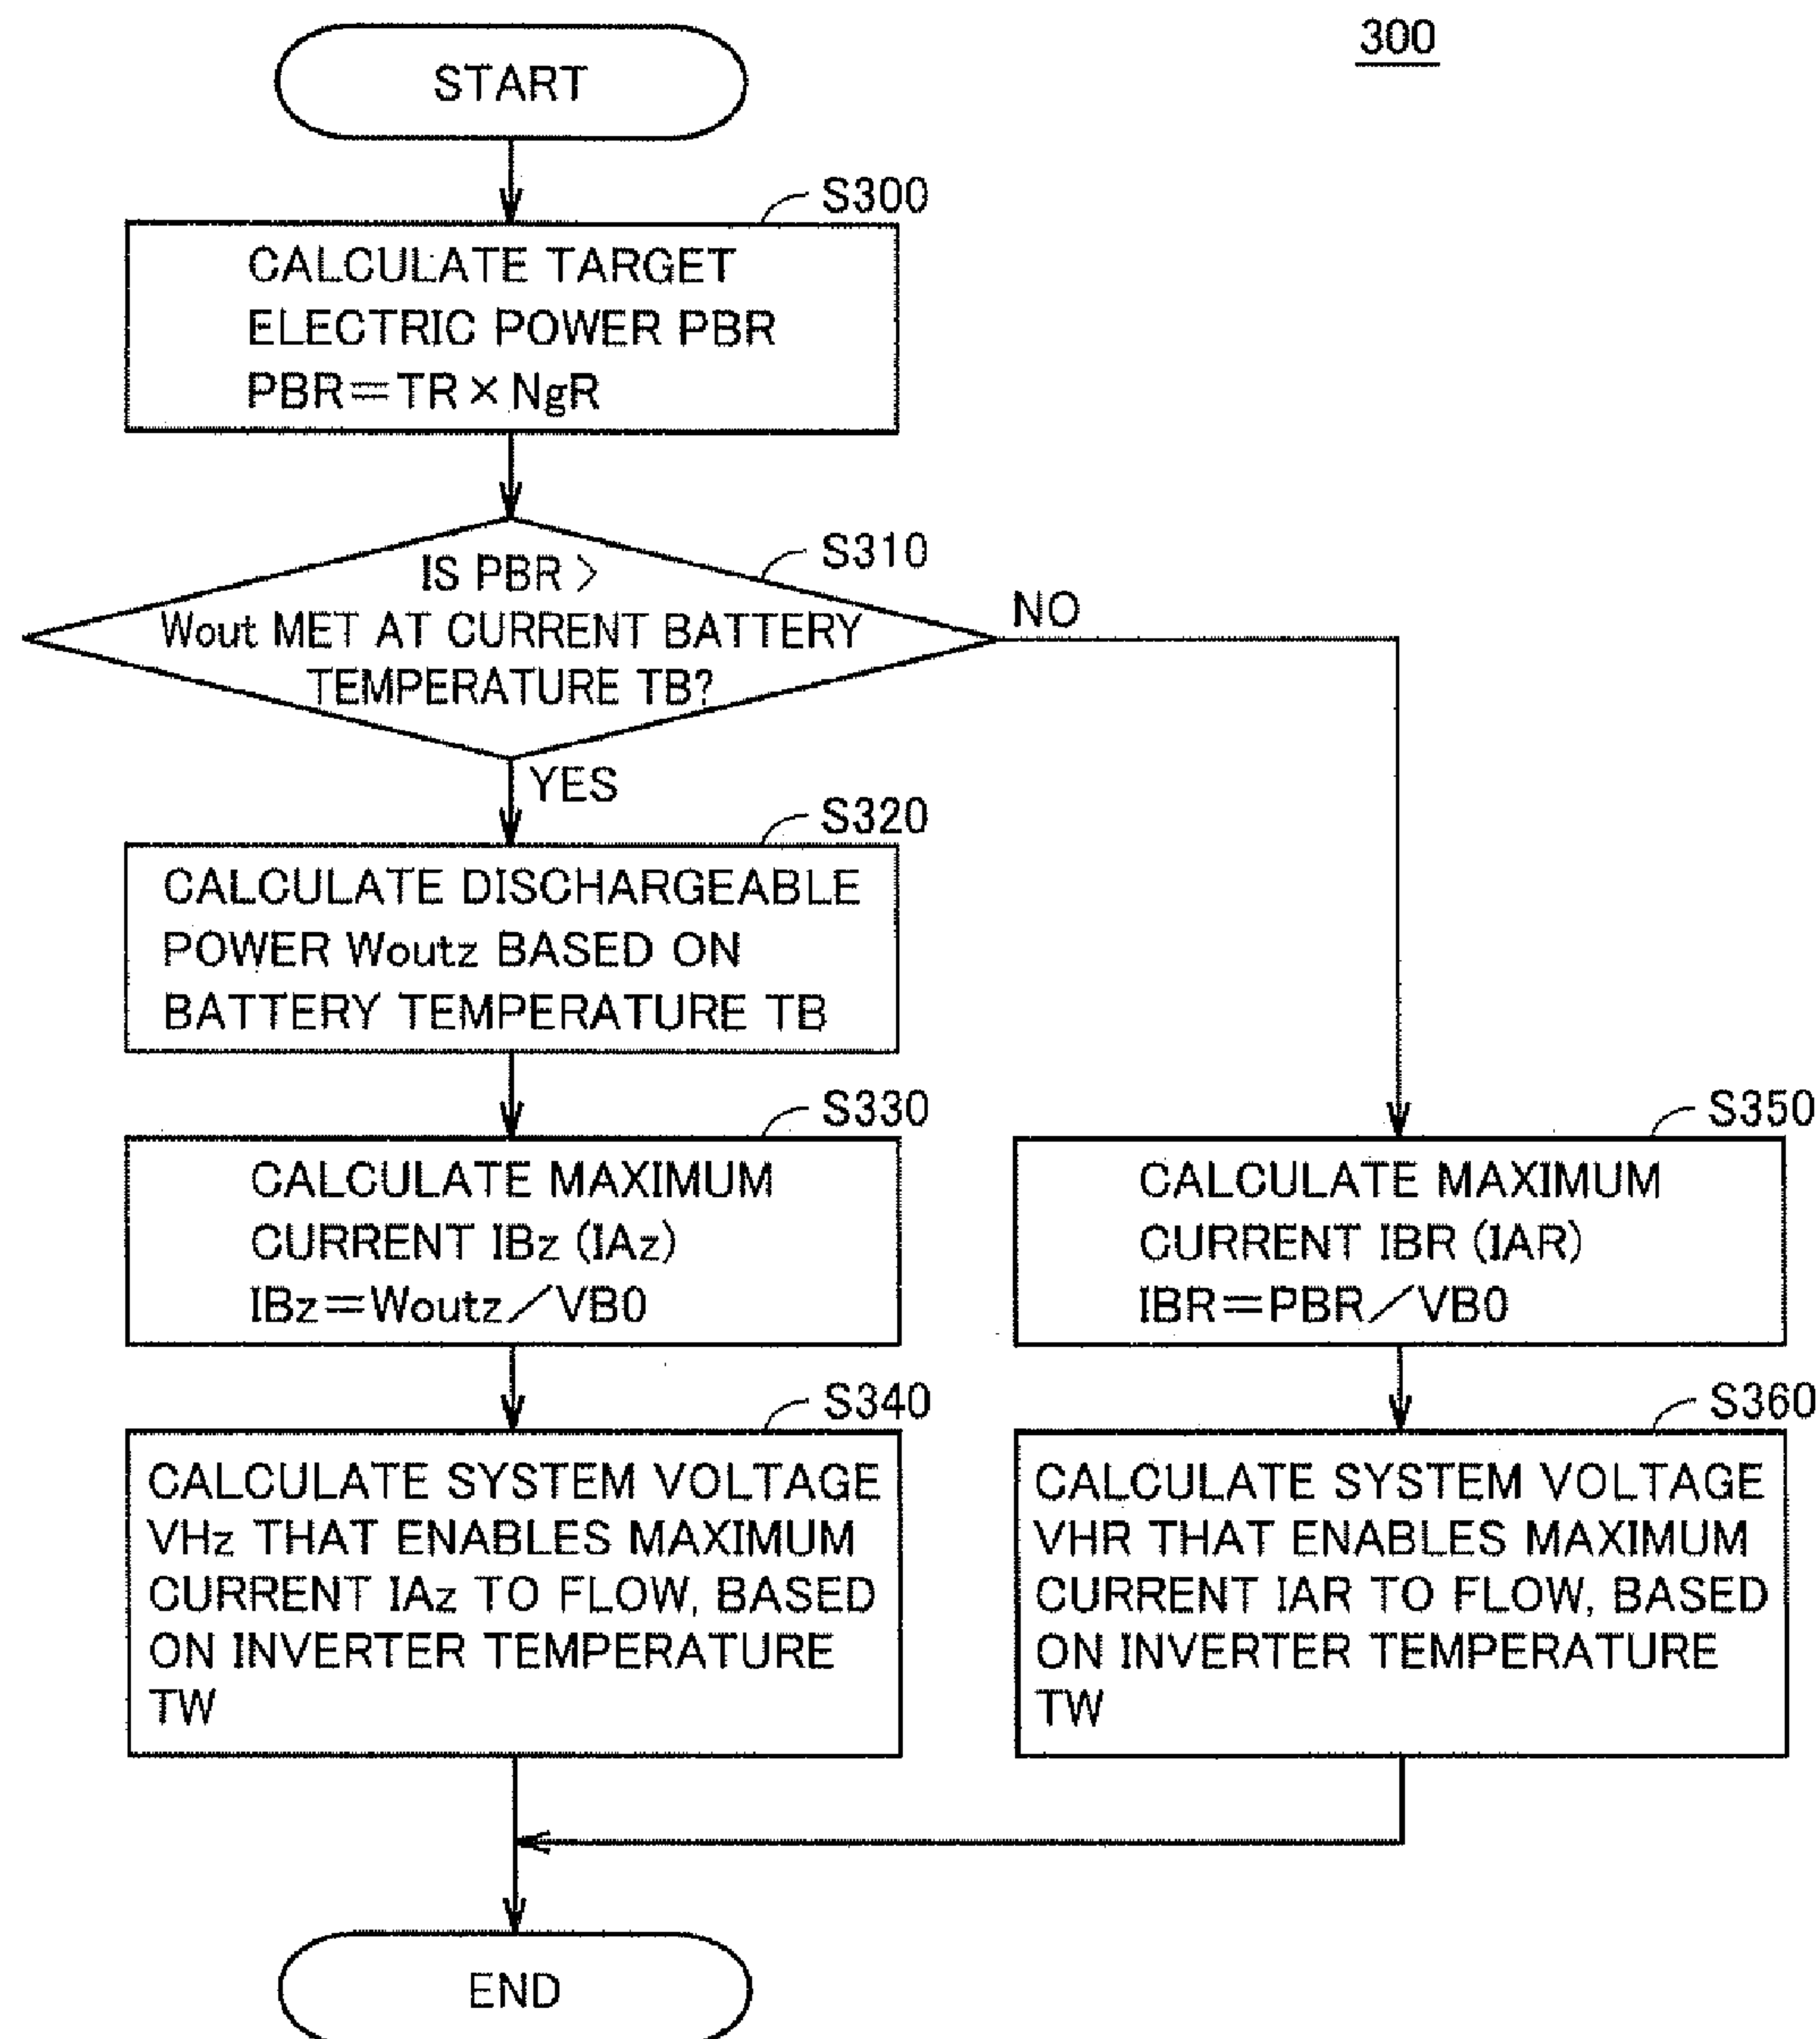 300
START
S300
CALCULATE TARGET
ELECTRIC POWER PBR
PBR=TR×NgR
S310
IS PBR >
Wout MET AT CURRENT BATTERY
TEMPERATURE TB?
NO
YES
S320
CALCULATE DISCHARGEABLE
POWER Woutz BASED ON
BATTERY TEMPERATURE TB
S330
CALCULATE MAXIMUM
CURRENT IBz (IAz)
IBz=Woutz/VB0
S350
CALCULATE MAXIMUM
CURRENT IBR (IAR)
IBR=PBR/VB0
S340
CALCULATE SYSTEM VOLTAGE
VHz THAT ENABLES MAXIMUM
CURRENT IAz TO FLOW, BASED
ON INVERTER TEMPERATURE
TW
S360
CALCULATE SYSTEM VOLTAGE
VHR THAT ENABLES MAXIMUM
CURRENT IAR TO FLOW, BASED
ON INVERTER TEMPERATURE
TW
END